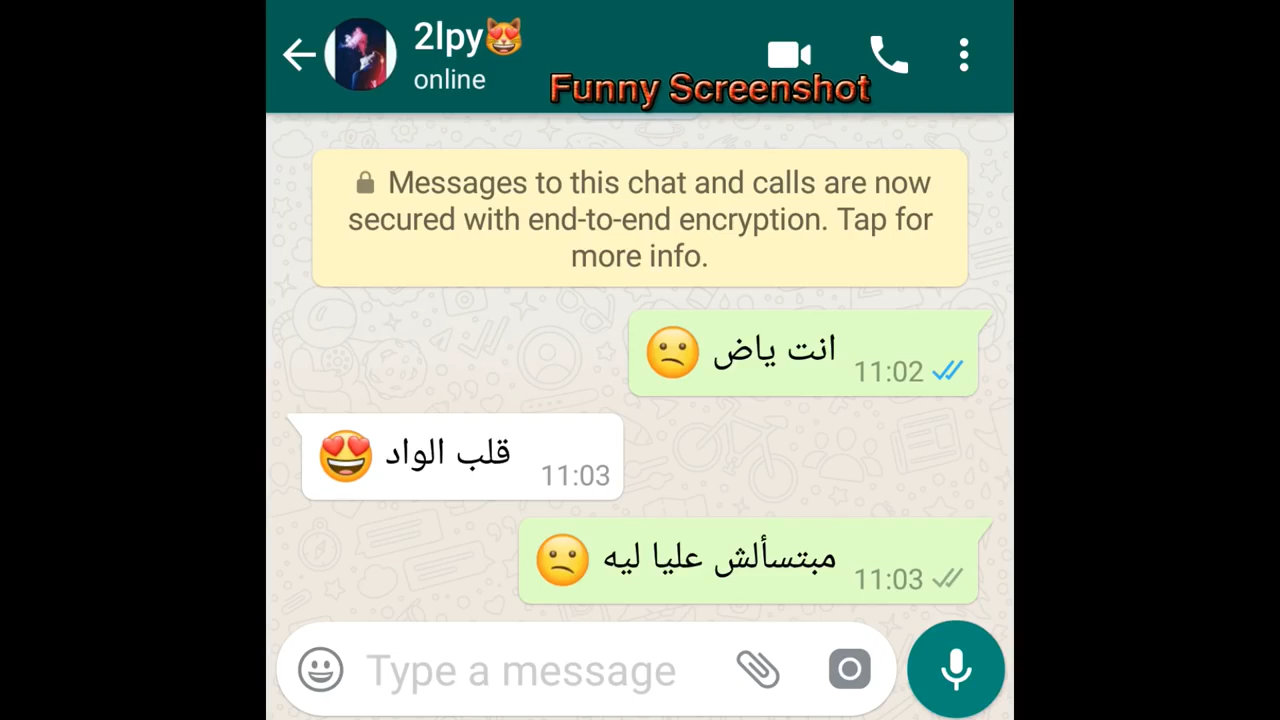 2lpy😻
online
Funny Screenshot
Messages to this chat and calls are now
secured with end-to-end encryption. Tap for
more info.
انت ياض 😕
11:02
قلب الواد 😍
11:03
مبتسألش عليا ليه 😕
11:03
Type a message